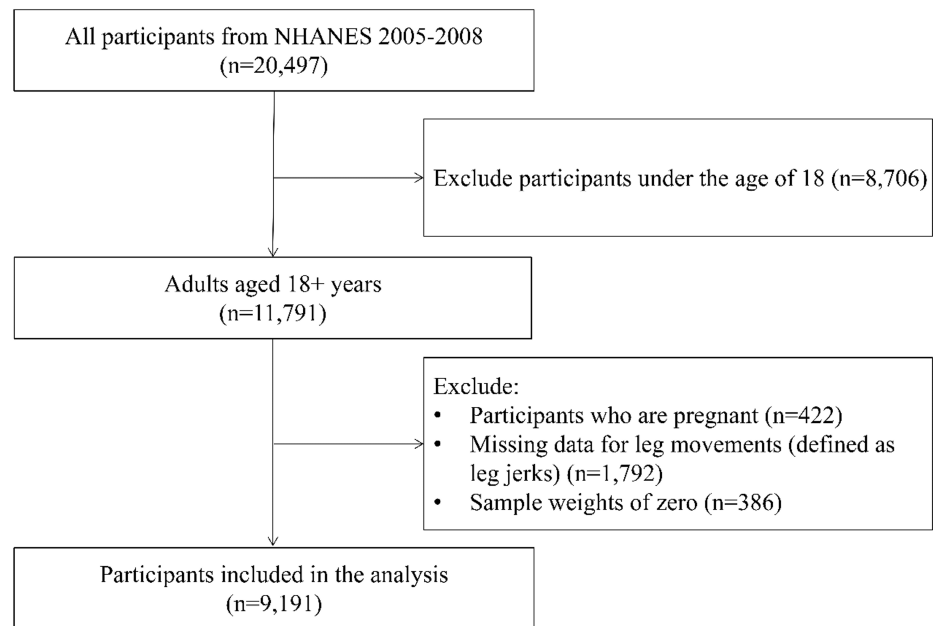 All participants from NHANES 2005-2008
(n=20,497)
Exclude participants under the age of 18 (n=8,706)
Adults aged 18+ years
(n=11,791)
Exclude:
• Participants who are pregnant (n=422)
• Missing data for leg movements (defined as
leg jerks) (n=1,792)
• Sample weights of zero (n=386)
Participants included in the analysis
(n=9,191)